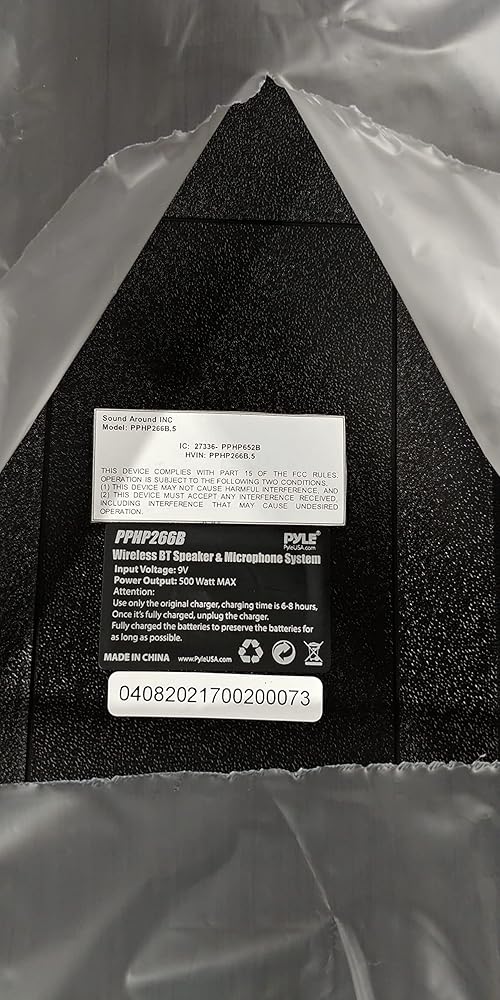 Sound Around INC
Model: PPHP266B.5
IC: 27336- PPHP652B
HVIN: PPHP266B.5
THIS DEVICE COMPLIES WITH PART 15 OF THE FCC RULES.
OPERATION IS SUBJECT TO THE FOLLOWING TWO CONDITIONS.
(1) THIS DEVICE MAY NOT CAUSE HARMFUL INTERFERENCE, AND
(2) THIS DEVICE MUST ACCEPT ANY INTERFERENCE RECEIVED,
INCLUDING INTERFERENCE THAT MAY CAUSE UNDESIRED
OPERATION.
PPHP266B
PYLE®
PyleUSA.com
Wireless BT Speaker & Microphone System
Input Voltage: 9V
Power Output: 500 Watt MAX
Attention:
Use only the original charger, charging time is 6-8 hours,
Once it's fully charged, unplug the charger.
Fully charged the batteries to preserve the batteries for
as long as possible.
MADE IN CHINA www.PyleUSA.com
04082021700200073